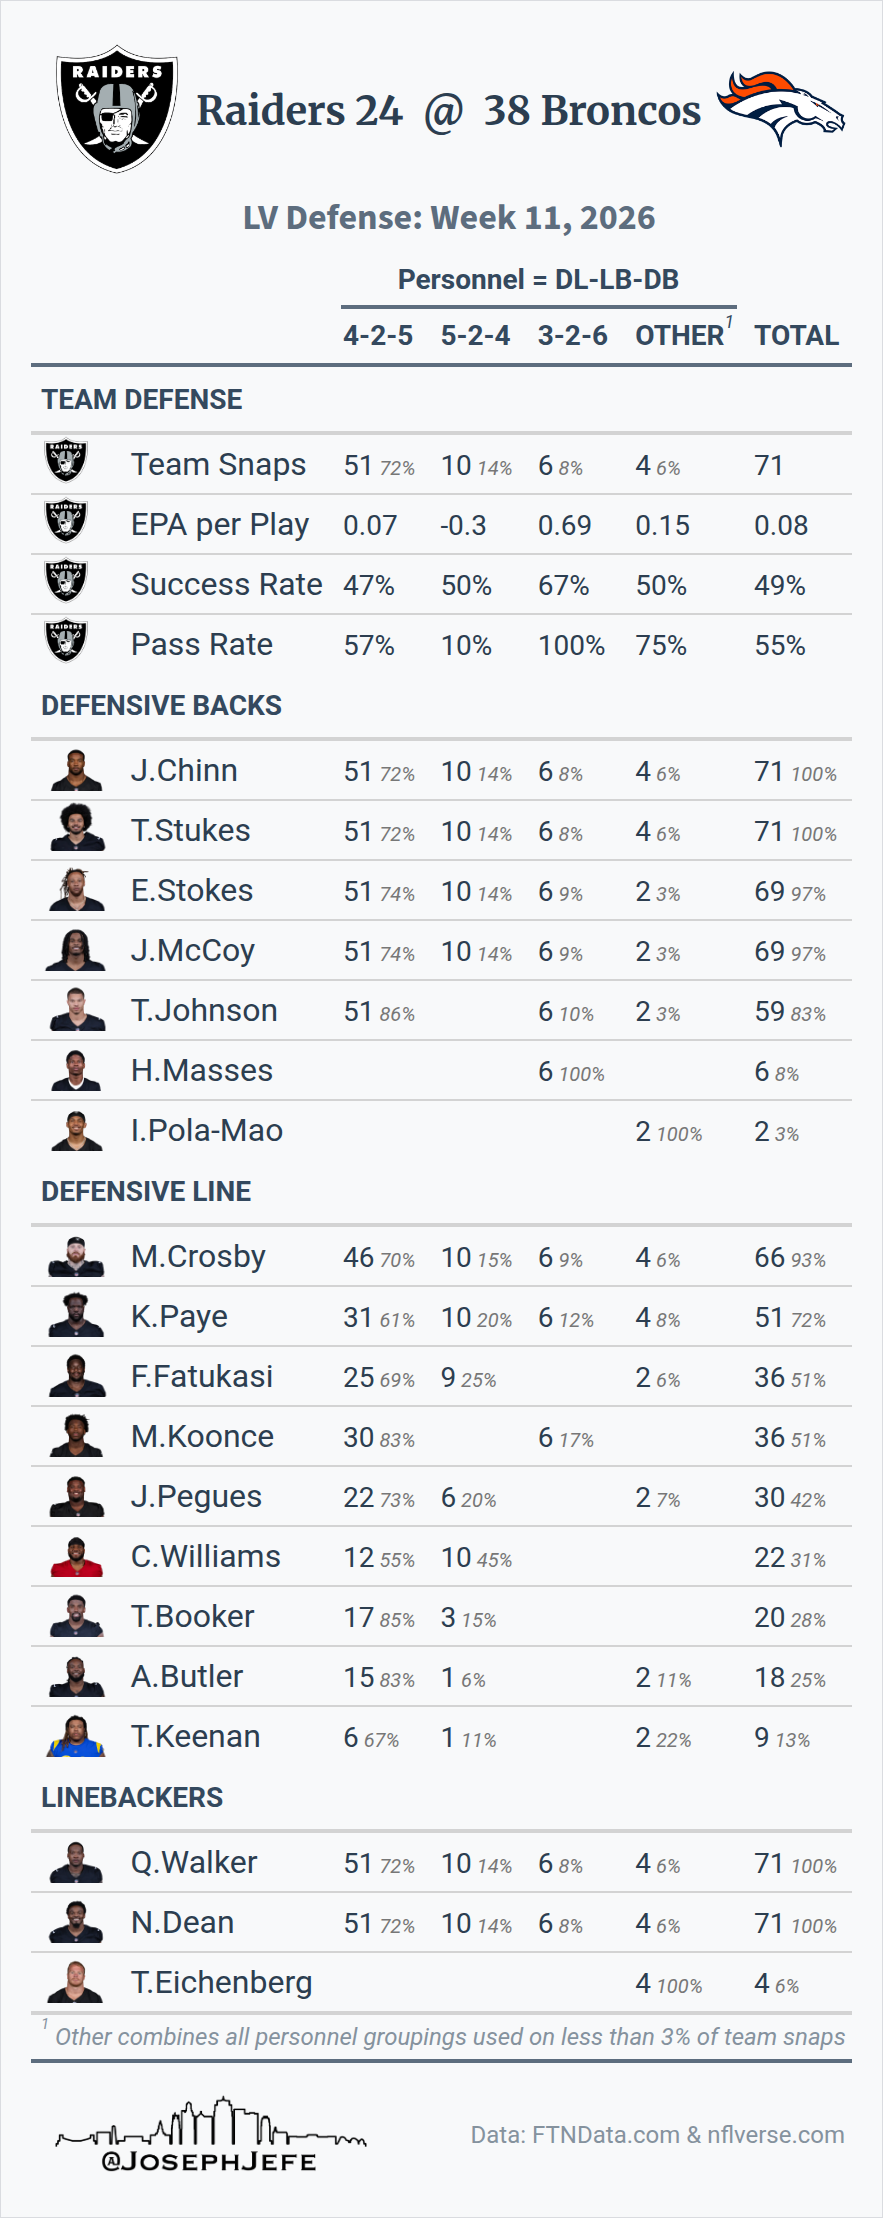 RAIDERS
Raiders 24 @ 38 Broncos
LV Defense: Week 11, 2026
Personnel = DL-LB-DB
4-2-5 5-2-4 3-2-6 OTHER1 TOTAL
TEAM DEFENSE
RAIDERS Team Snaps 51 72% 10 14% 6 8% 4 6% 71
RAIDERS EPA per Play 0.07 -0.3 0.69 0.15 0.08
RAIDERS Success Rate 47% 50% 67% 50% 49%
RAIDERS Pass Rate 57% 10% 100% 75% 55%
DEFENSIVE BACKS
J.Chinn 51 72% 10 14% 6 8% 4 6% 71 100%
T.Stukes 51 72% 10 14% 6 8% 4 6% 71 100%
E.Stokes 51 74% 10 14% 6 9% 2 3% 69 97%
J.McCoy 51 74% 10 14% 6 9% 2 3% 69 97%
T.Johnson 51 86% 6 10% 2 3% 59 83%
H.Masses 6 100% 6 8%
I.Pola-Mao 2 100% 2 3%
DEFENSIVE LINE
M.Crosby 46 70% 10 15% 6 9% 4 6% 66 93%
K.Paye 31 61% 10 20% 6 12% 4 8% 51 72%
F.Fatukasi 25 69% 9 25% 2 6% 36 51%
M.Koonce 30 83% 6 17% 36 51%
J.Pegues 22 73% 6 20% 2 7% 30 42%
C.Williams 12 55% 10 45% 22 31%
T.Booker 17 85% 3 15% 20 28%
A.Butler 15 83% 1 6% 2 11% 18 25%
T.Keenan 6 67% 1 11% 2 22% 9 13%
LINEBACKERS
Q.Walker 51 72% 10 14% 6 8% 4 6% 71 100%
N.Dean 51 72% 10 14% 6 8% 4 6% 71 100%
T.Eichenberg 4 100% 4 6%
1 Other combines all personnel groupings used on less than 3% of team snaps
@JOSEPHJEFE
Data: FTNData.com & nflverse.com